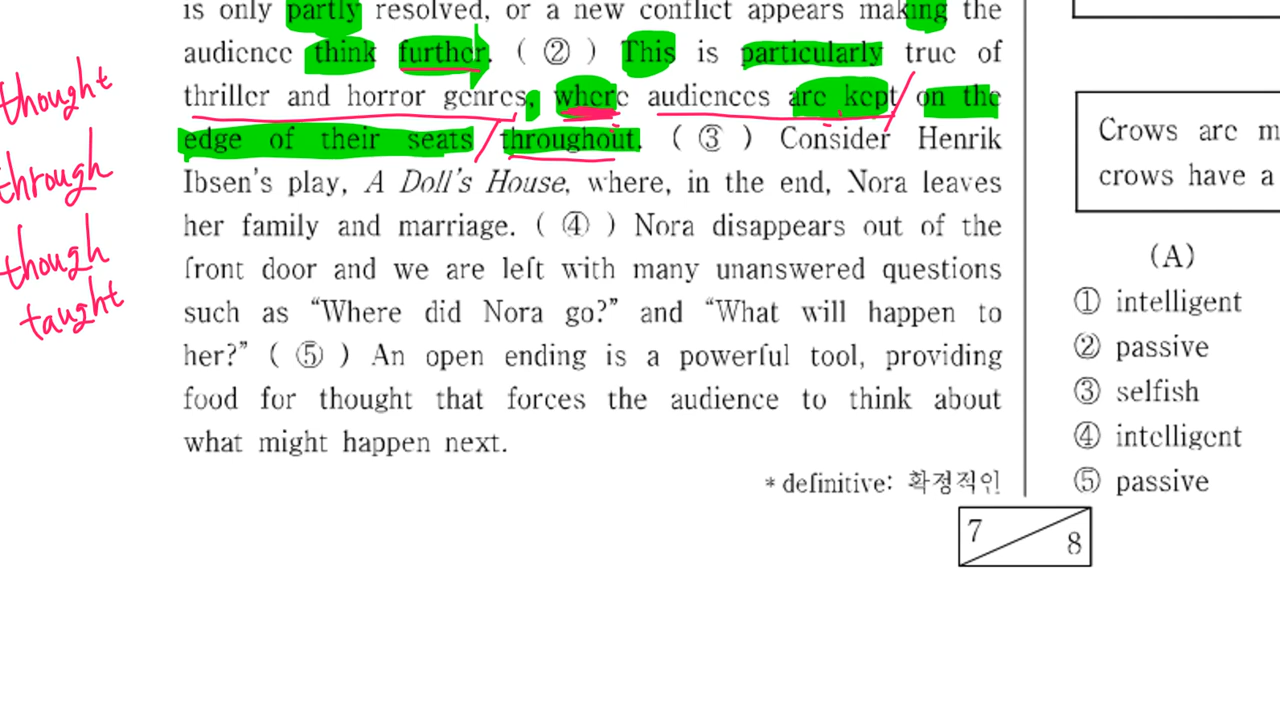 is only partly resolved, or a new conflict appears making the
audience think further. ( ② ) This is particularly true of
thriller and horror genres, where audiences are kept on the
edge of their seats throughout. ( ③ ) Consider Henrik
Ibsen's play, A Doll's House, where, in the end, Nora leaves
her family and marriage. ( ④ ) Nora disappears out of the
front door and we are left with many unanswered questions
such as “Where did Nora go?” and “What will happen to
her?” ( ⑤ ) An open ending is a powerful tool, providing
food for thought that forces the audience to think about
what might happen next.
* definitive: 확정적인
thought
through
though
taught
Crows are m
crows have a
(A)
① intelligent
② passive
③ selfish
④ intelligent
⑤ passive
7
8